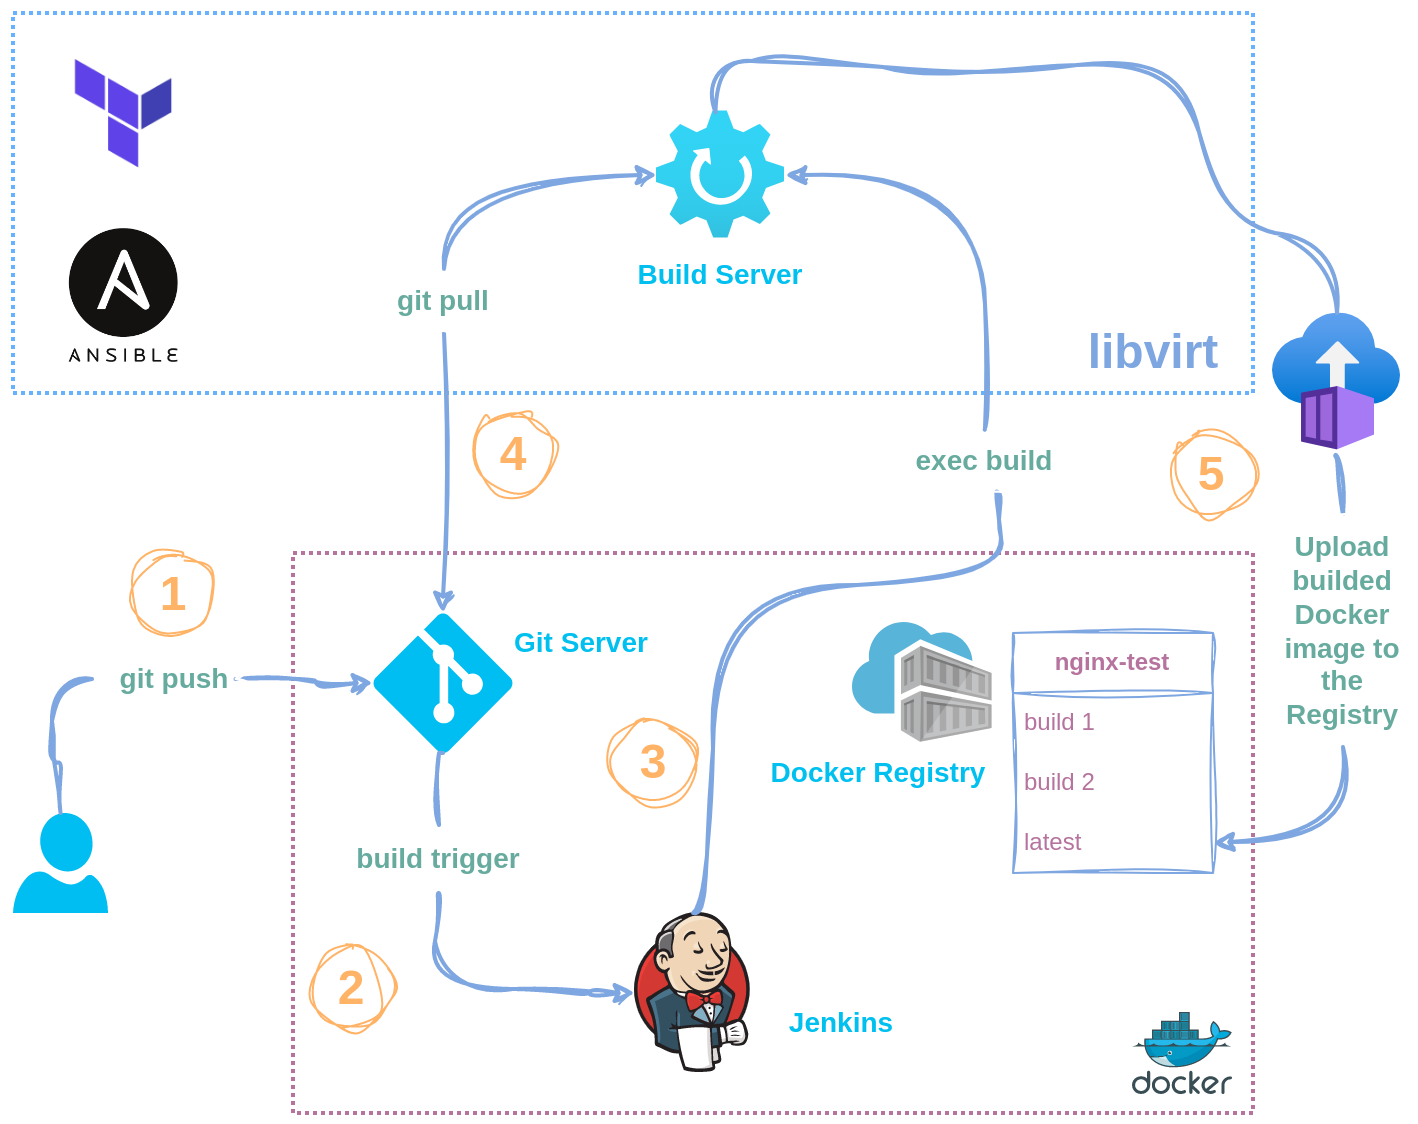 ANSIBLE
Build Server
git pull
libvirt
4
exec build
5
1
Upload
builded
Docker
image to
the
Registry
git push
Git Server
nginx-test
build 1
build 2
latest
3
Docker Registry
build trigger
2
Jenkins
docker